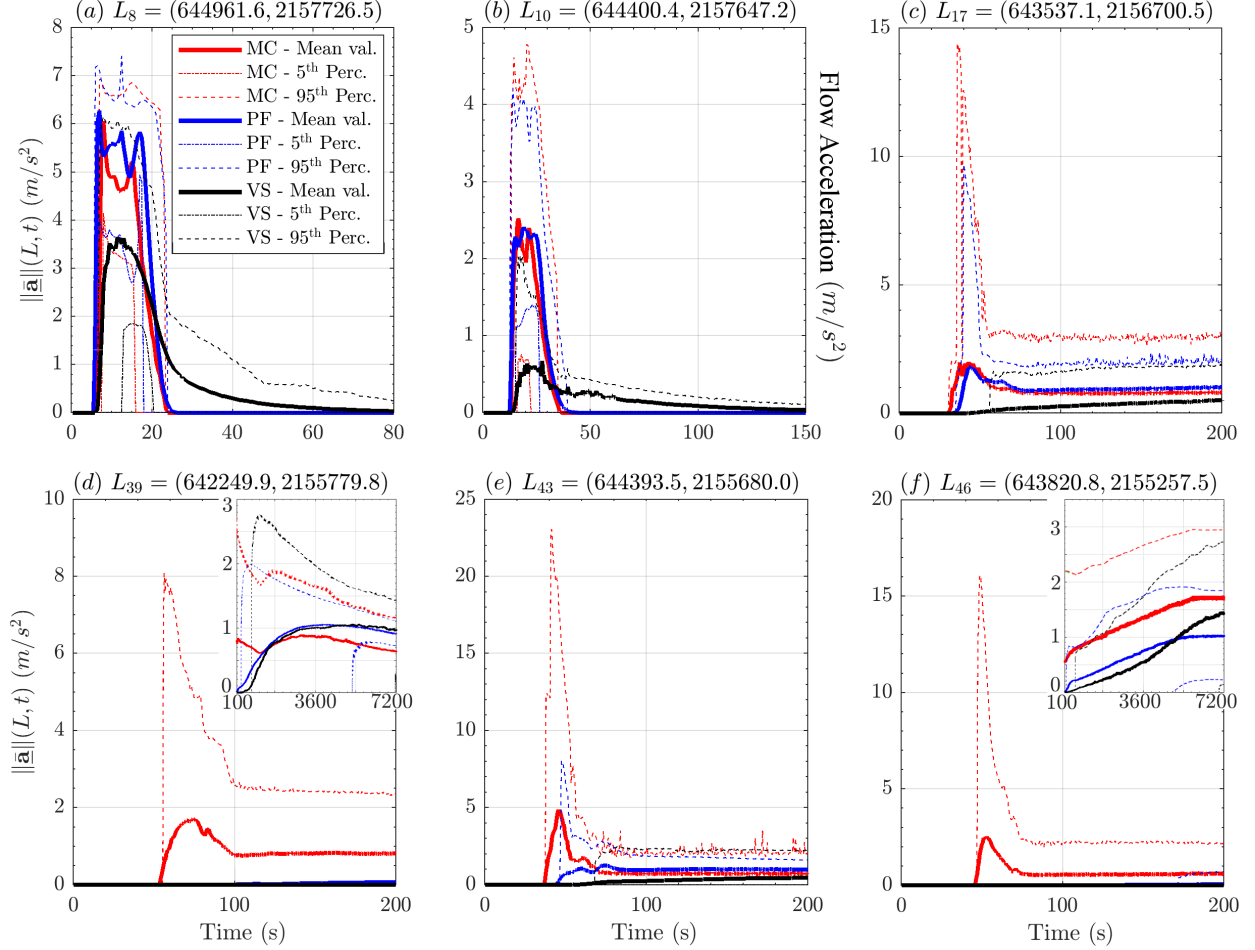 (a) L₈ = (644961.6, 2157726.5)
(b) L₁₀ = (644400.4, 2157647.2)
(c) L₁₇ = (643537.1, 2156700.5)
8
7
6
5
4
3
2
1
0
0 20 40 60 80
||ā̲||(L, t) (m/s²)
MC - Mean val.
MC - 5th Perc.
MC - 95th Perc.
PF - Mean val.
PF - 5th Perc.
PF - 95th Perc.
VS - Mean val.
VS - 5th Perc.
VS - 95th Perc.
5
4
3
2
1
0
0 50 100 150
Flow Acceleration (m/s²)
15
10
5
0
0 100 200
(d) L₃₉ = (642249.9, 2155779.8)
(e) L₄₃ = (644393.5, 2155680.0)
(f) L₄₆ = (643820.8, 2155257.5)
10
8
6
4
2
0
0 100 200
||ā̲||(L, t) (m/s²)
Time (s)
3
2
1
0
100 3600 7200
25
20
15
10
5
0
0 100 200
Time (s)
20
15
10
5
0
0 100 200
Time (s)
3
2
1
0
100 3600 7200